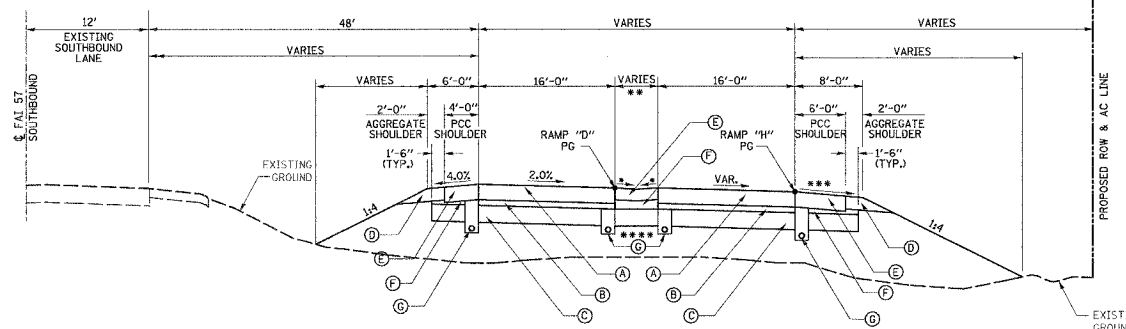 12'
48'
VARIES
VARIES
EXISTING
SOUTHBOUND
LANE
VARIES
VARIES
VARIES
6'-0"
16'-0"
VARIES
**
16'-0"
8'-0"
2'-0"
AGGREGATE
SHOULDER
4'-0"
PCC
SHOULDER
RAMP "D"
PG
E
F
RAMP "H"
PG
6'-0"
PCC
SHOULDER
2'-0"
AGGREGATE
SHOULDER
1'-6"
(TYP.)
1'-6"
(TYP.)
℄ FAI 57
SOUTHBOUND
EXISTING
GROUND
4.0%
2.0%
* *
VAR.
***
PROPOSED ROW & AC LINE
1:4
1:4
****
D
G
D
E
A
A
E
F
B
B
F
G
C
C
G
EXIST
GROUN